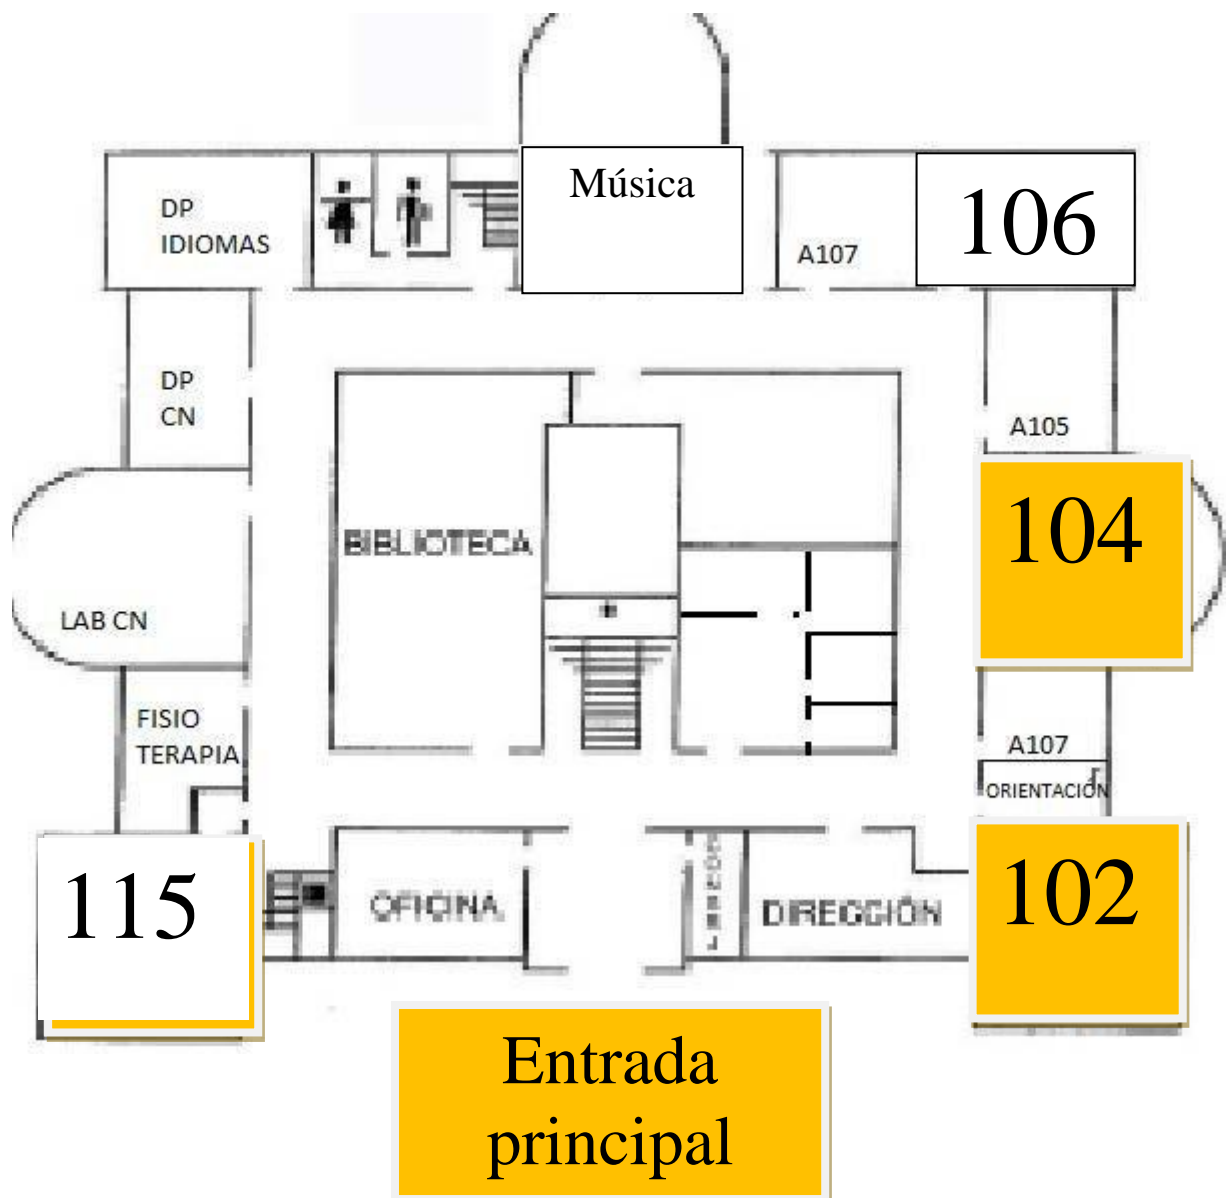 Música
106
DP
IDIOMAS
A107
DP
CN
A105
104
BIBLIOTECA
LAB CN
FISIO
TERAPIA
A107
ORIENTACIÓN
115
OFICINA
DIRECCIÓN
102
Entrada
principal